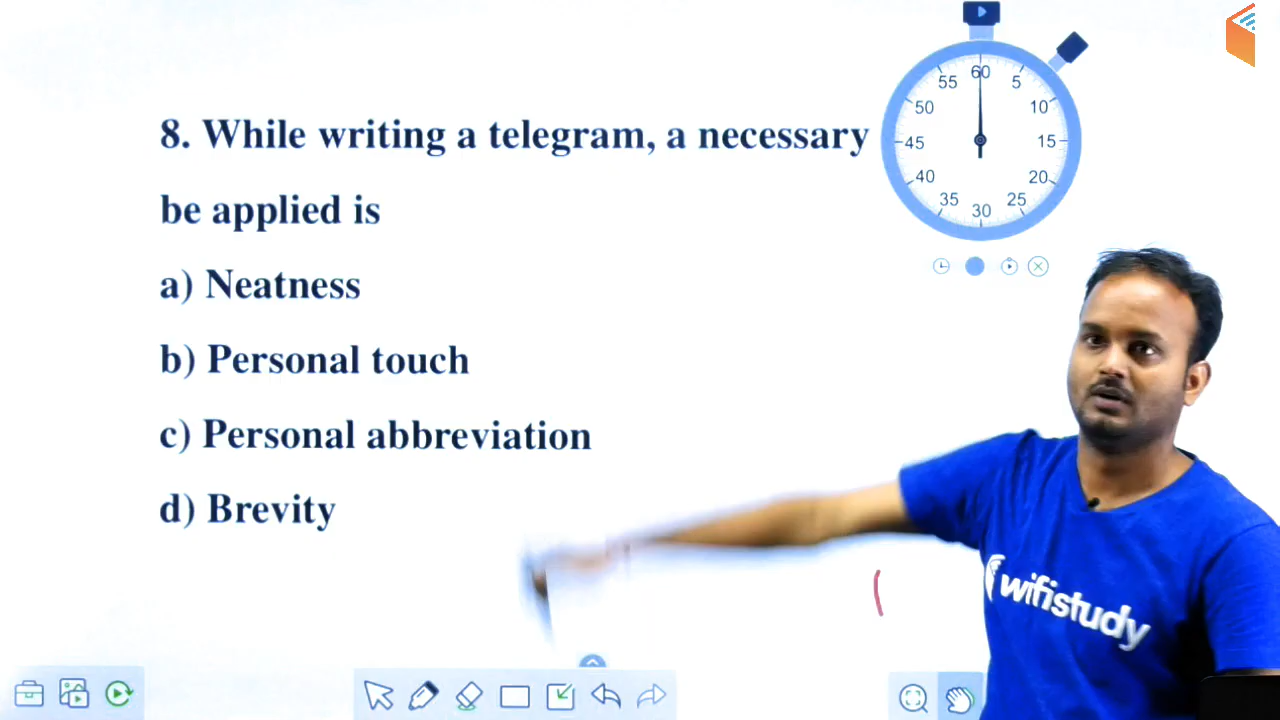 8. While writing a telegram, a necessary
be applied is
a) Neatness
b) Personal touch
c) Personal abbreviation
d) Brevity
60
5
10
15
20
25
30
35
40
45
50
55
wifistudy